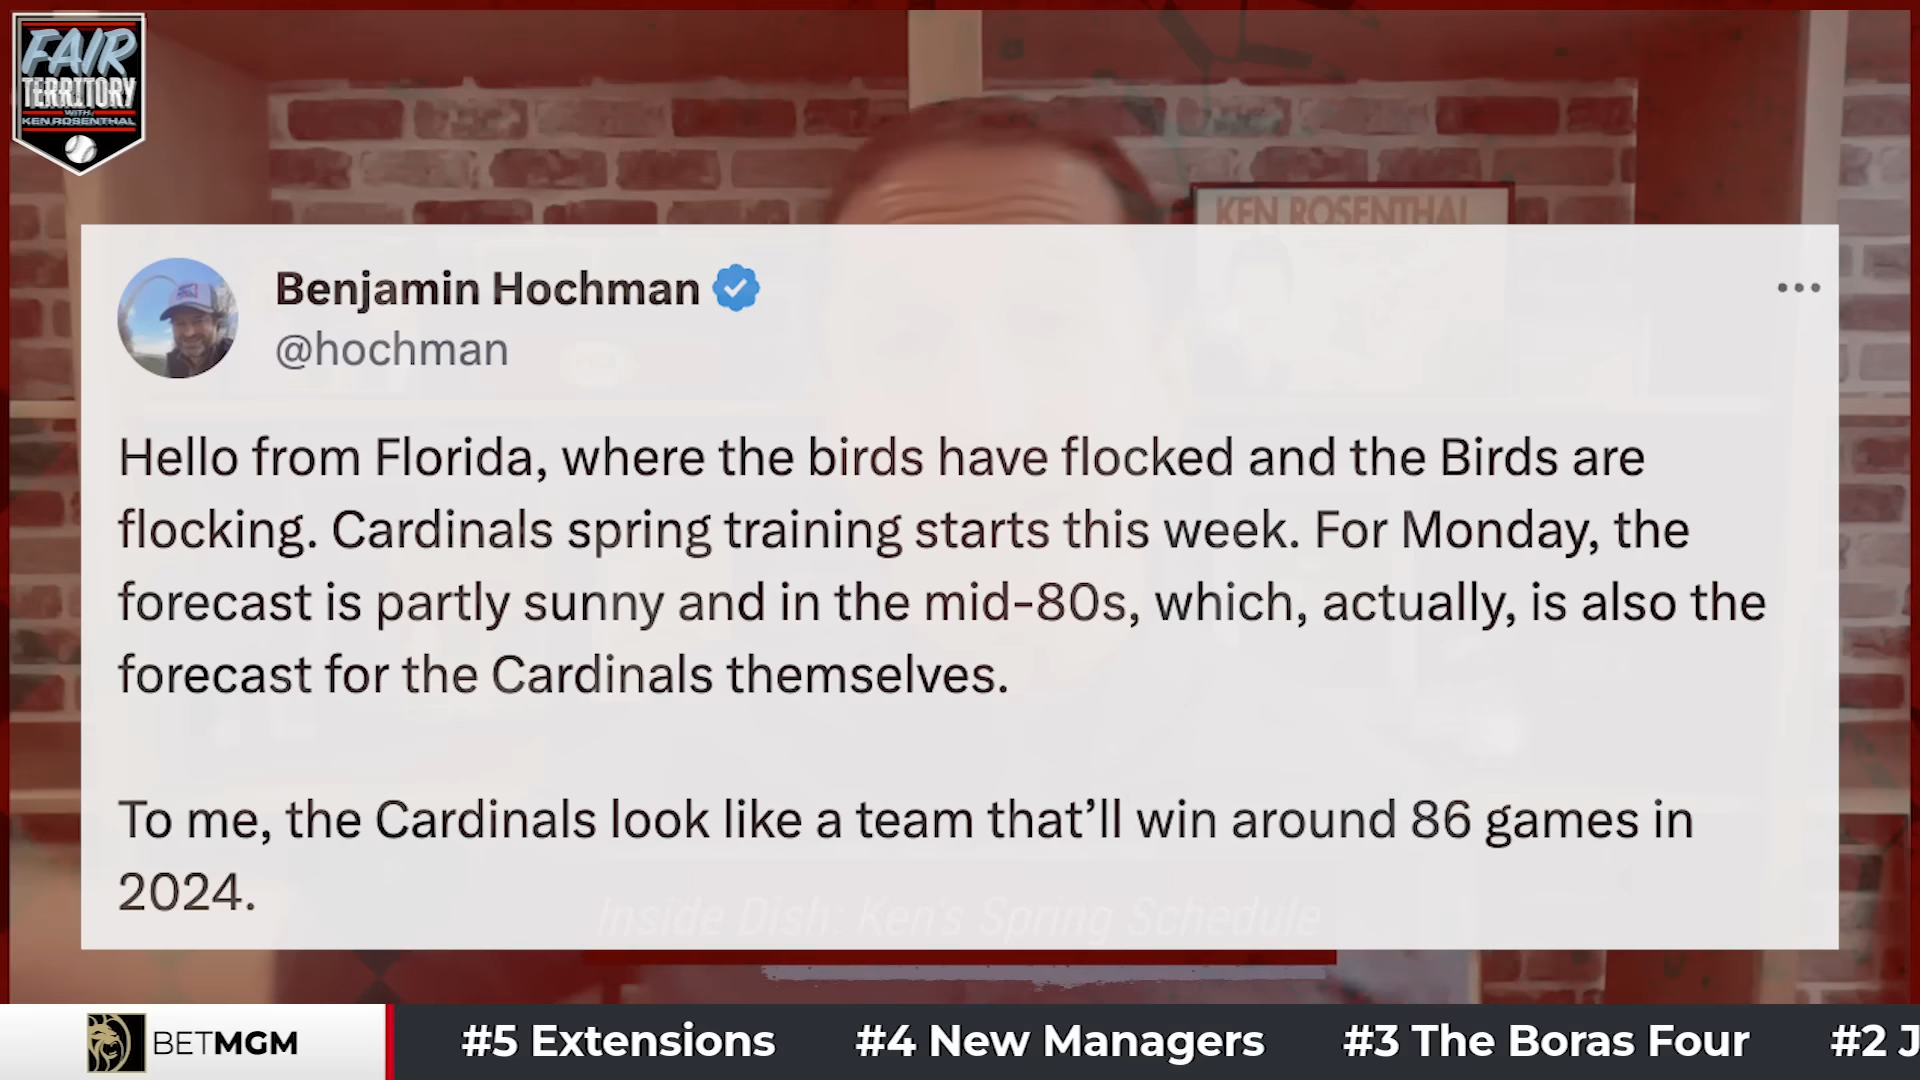 FAIR
TERRITORY
WITH
KEN ROSENTHAL
KEN ROSENTHAL
Benjamin Hochman
@hochman
Hello from Florida, where the birds have flocked and the Birds are
flocking. Cardinals spring training starts this week. For Monday, the
forecast is partly sunny and in the mid-80s, which, actually, is also the
forecast for the Cardinals themselves.
To me, the Cardinals look like a team that’ll win around 86 games in
2024.
Inside Dish: Ken's Spring Schedule
BETMGM
#5 Extensions #4 New Managers #3 The Boras Four #2 J